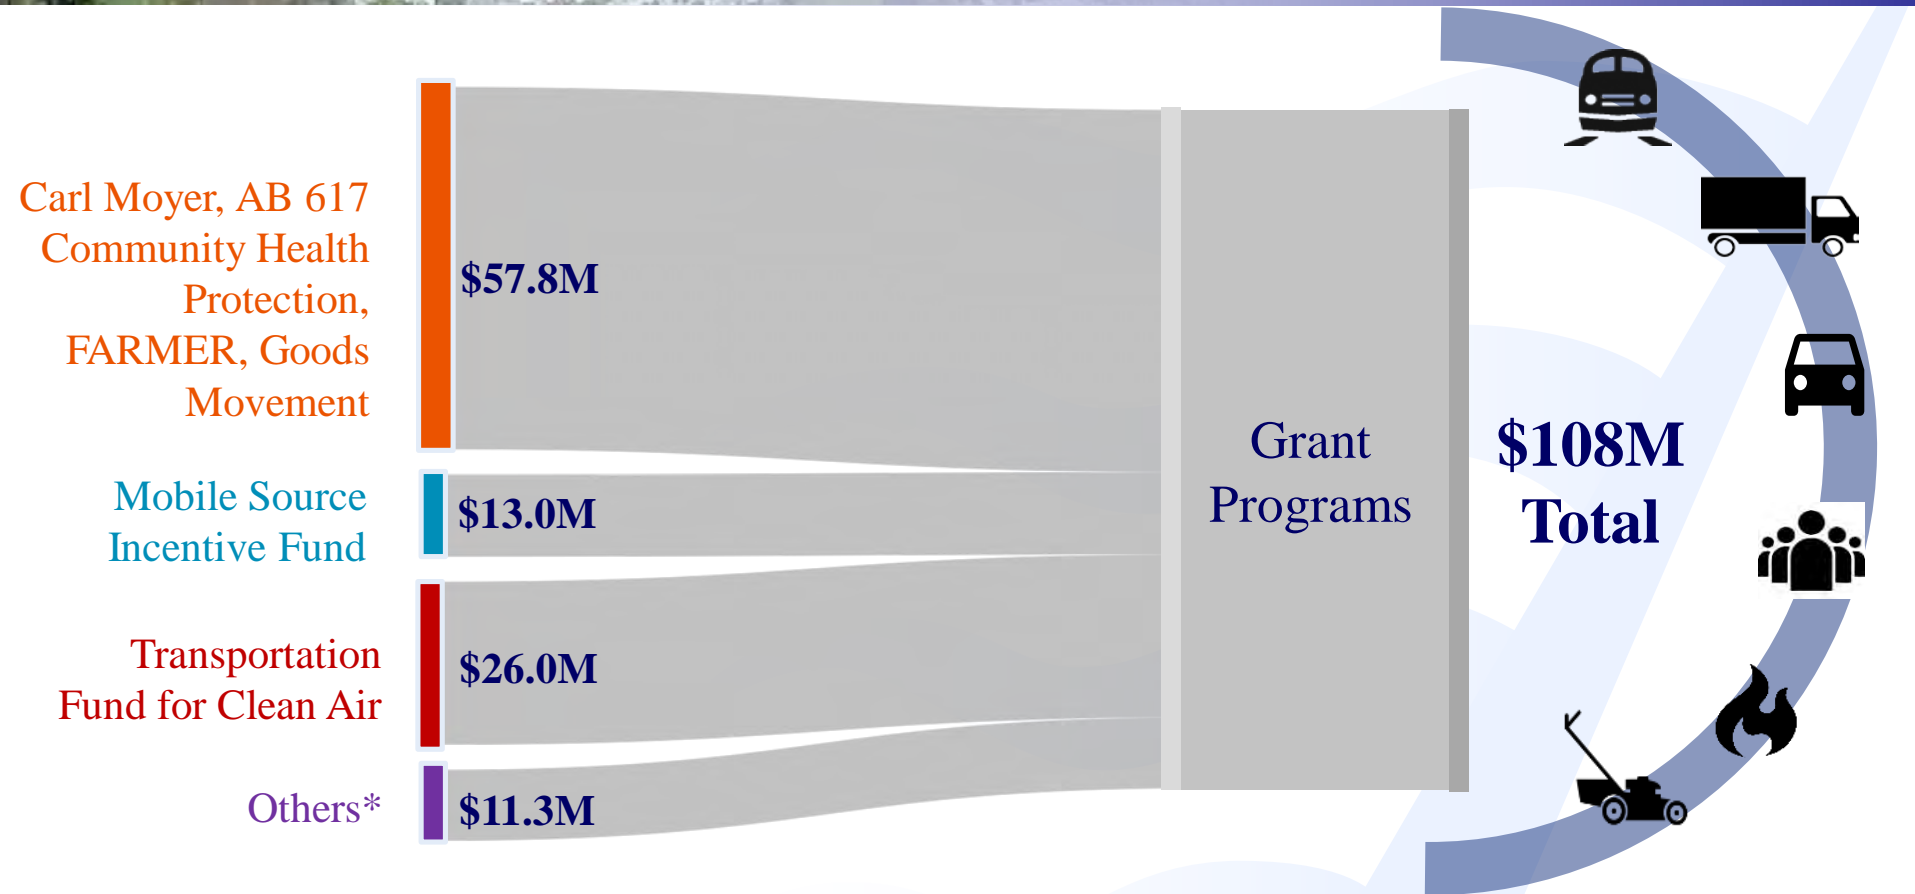 Carl Moyer, AB 617
Community Health
Protection,
FARMER, Goods
Movement
$57.8M
Mobile Source
Incentive Fund
$13.0M
Transportation
Fund for Clean Air
$26.0M
Others*
$11.3M
Grant
Programs
$108M
Total